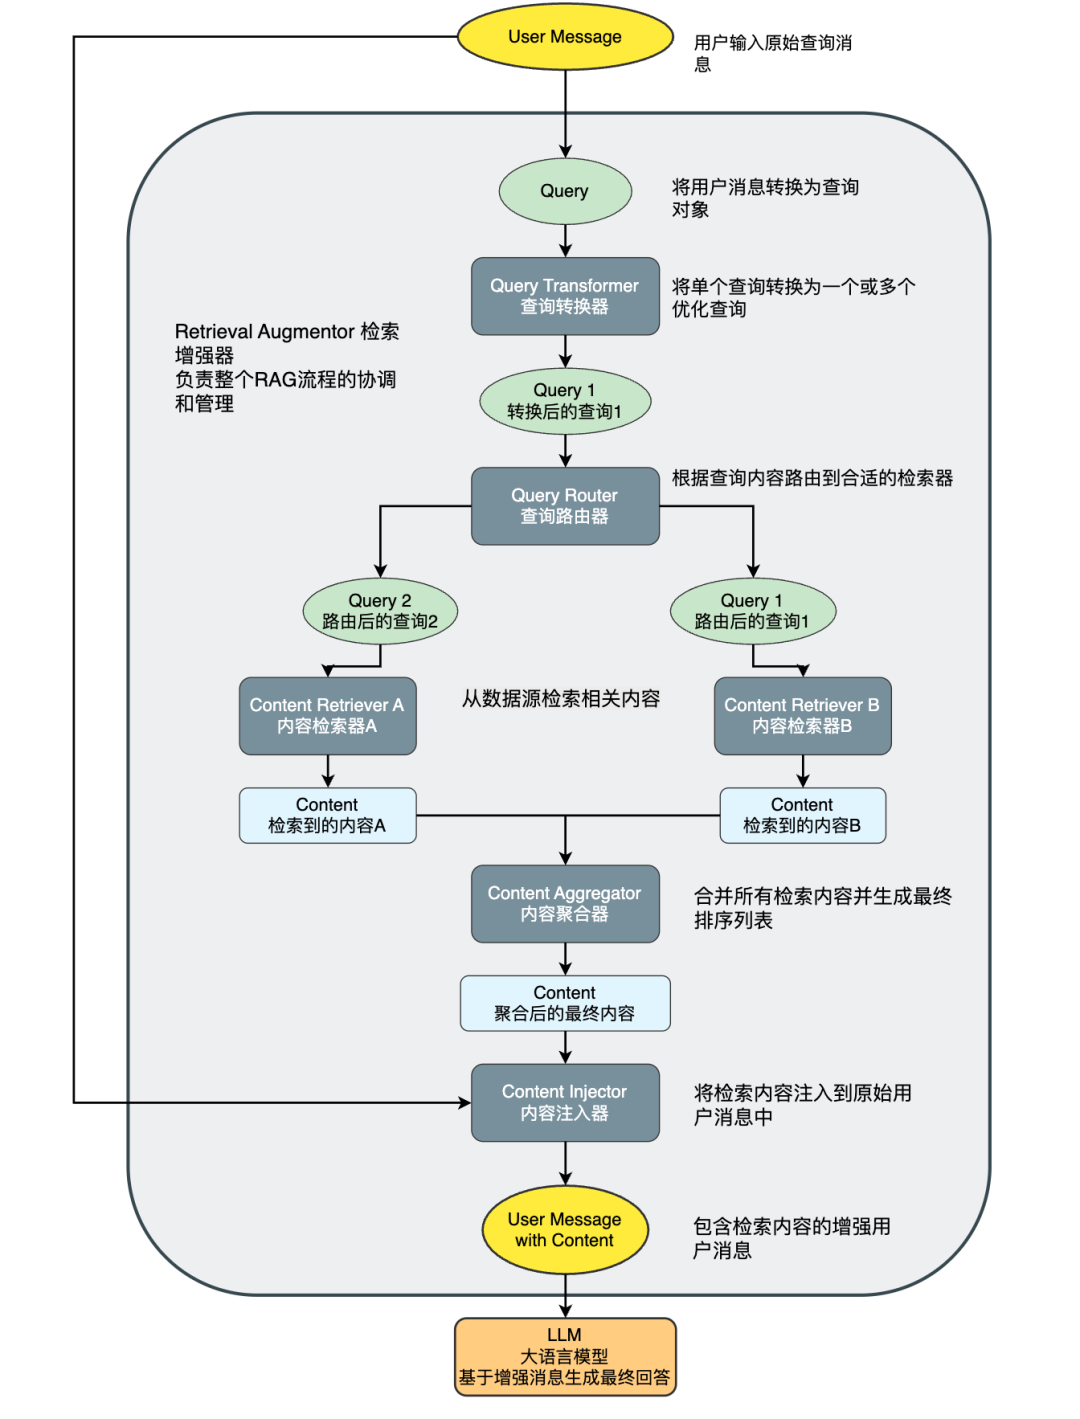 User Message
用户输入原始查询消
息
Query
将用户消息转换为查询
对象
Query Transformer
查询转换器
将单个查询转换为一个或多个
优化查询
Retrieval Augmentor 检索
增强器
负责整个RAG流程的协调
和管理
Query 1
转换后的查询1
Query Router
查询路由器
根据查询内容路由到合适的检索器
Query 2
路由后的查询2
Query 1
路由后的查询1
Content Retriever A
内容检索器A
从数据源检索相关内容
Content Retriever B
内容检索器B
Content
检索到的内容A
Content
检索到的内容B
Content Aggregator
内容聚合器
合并所有检索内容并生成最终
排序列表
Content
聚合后的最终内容
Content Injector
内容注入器
将检索内容注入到原始用
户消息中
User Message
with Content
包含检索内容的增强用
户消息
LLM
大语言模型
基于增强消息生成最终回答